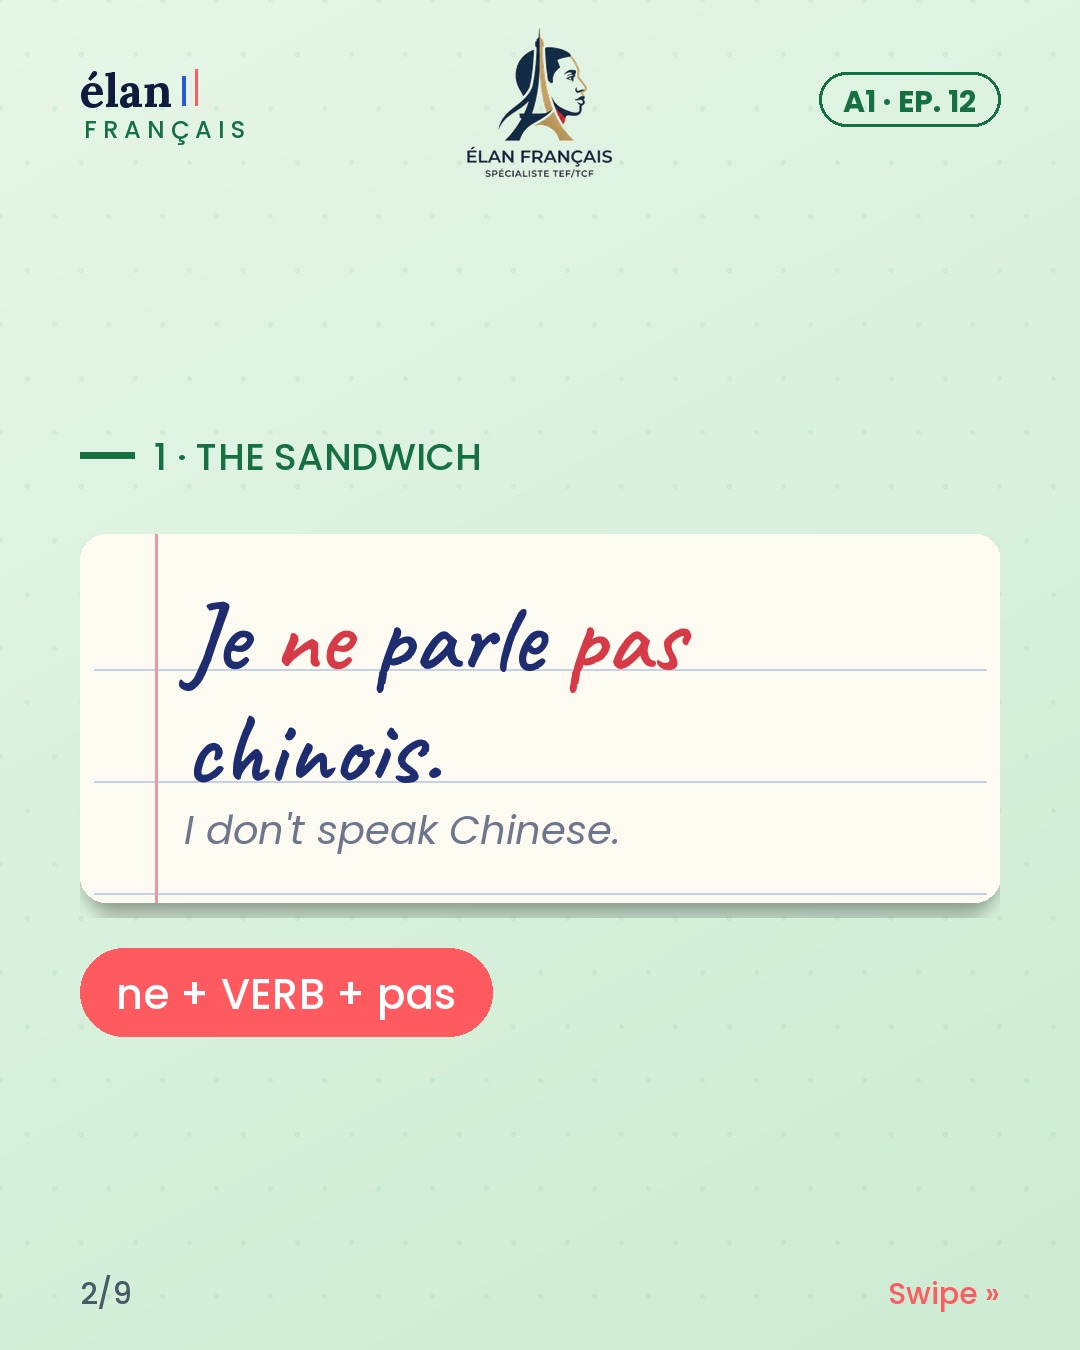 élan
FRANÇAIS
ÉLAN FRANÇAIS
SPÉCIALISTE TEF/TCF
A1 · EP. 12
1 · THE SANDWICH
Je ne parle pas
chinois.
I don't speak Chinese.
ne + VERB + pas
2/9
Swipe »